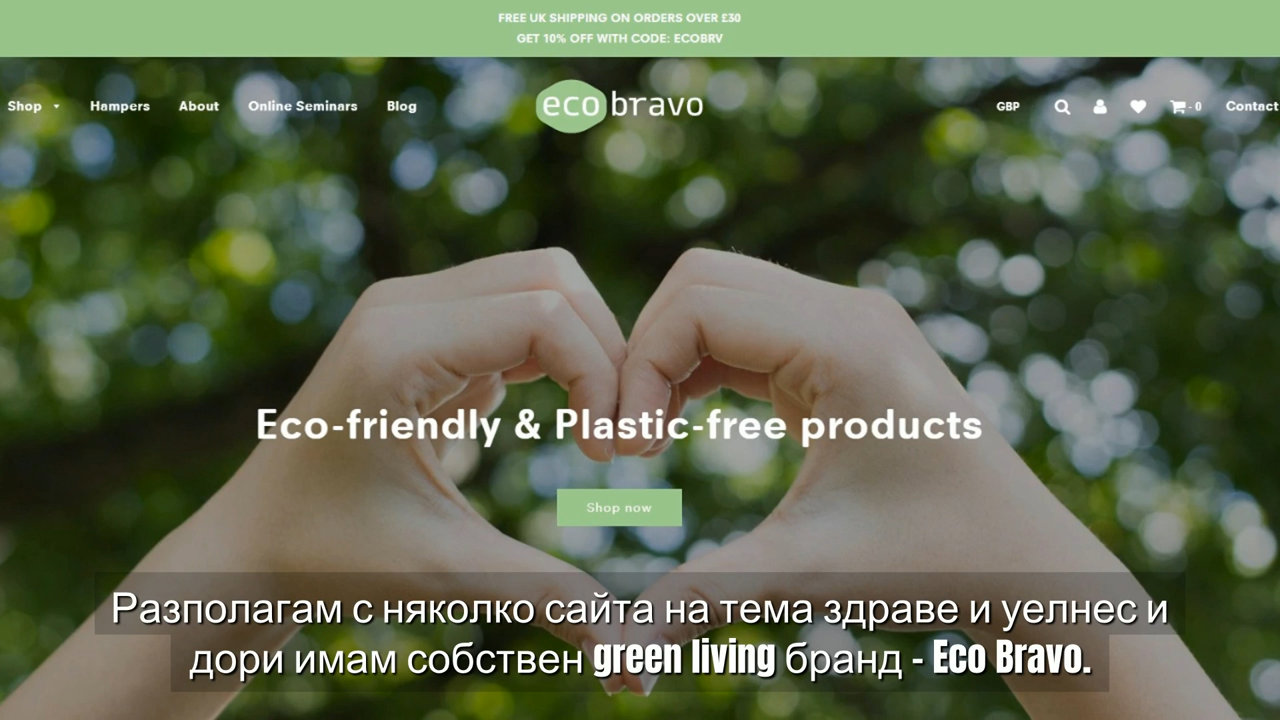 FREE UK SHIPPING ON ORDERS OVER £30
GET 10% OFF WITH CODE: ECOBRV
Shop Hampers About Online Seminars Blog eco bravo GBP - 0 Contact
Eco-friendly & Plastic-free products
Shop now
Разполагам с няколко сайта на тема здраве и уелнес и
дори имам собствен green living бранд - Eco Bravo.